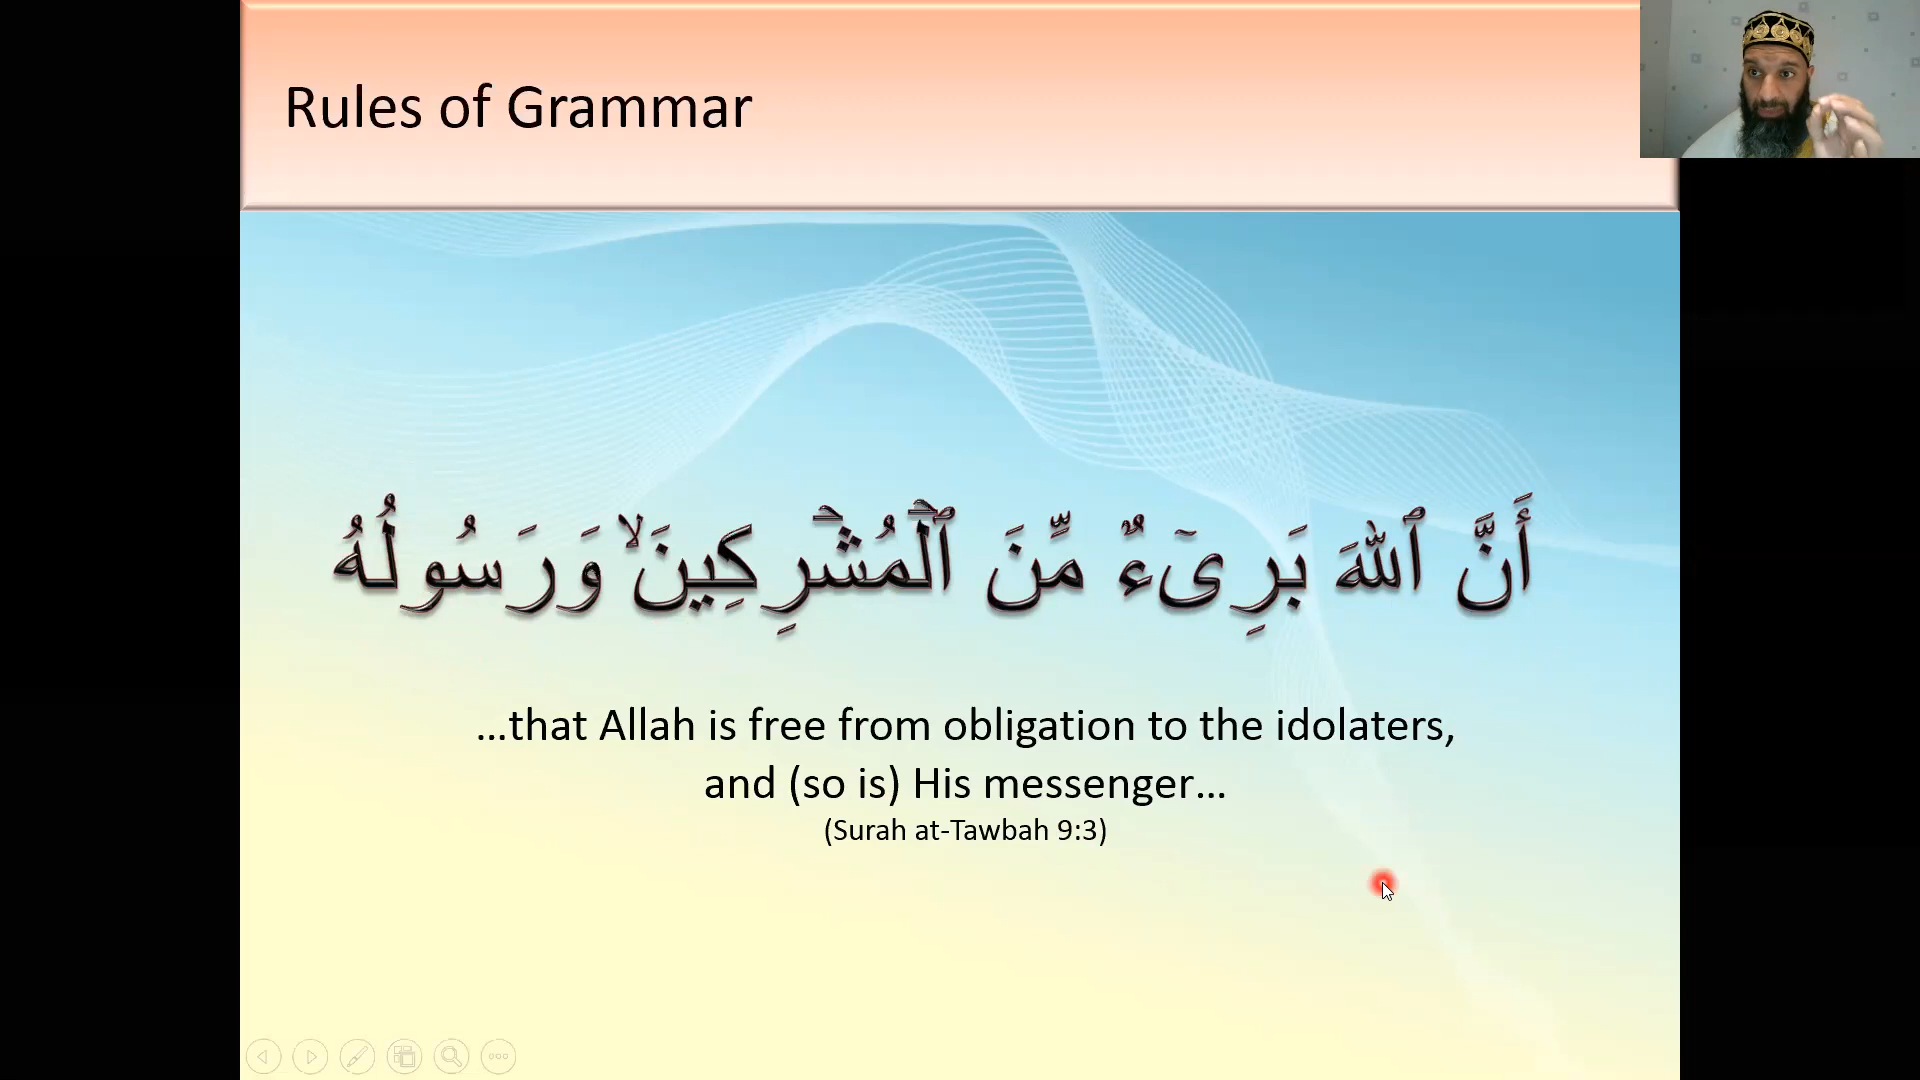 Rules of Grammar
أَنَّ ٱللَّهَ بَرِىٓءٌ مِّنَ ٱلۡمُشۡرِكِينَۙ وَرَسُولُهُ
...that Allah is free from obligation to the idolaters,
and (so is) His messenger...
(Surah at-Tawbah 9:3)